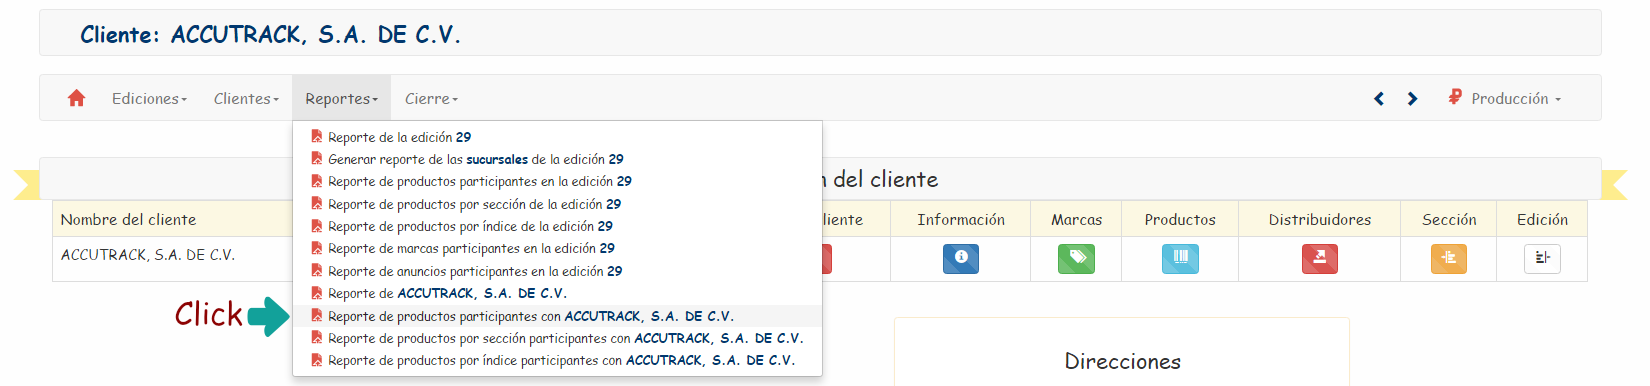 Cliente: ACCUTRACK, S.A. DE C.V.
Ediciones Clientes Reportes Cierre Producción
Reporte de la edición 29
Generar reporte de las sucursales de la edición 29
Reporte de productos participantes en la edición 29
Reporte de productos por sección de la edición 29
Reporte de productos por índice de la edición 29
Reporte de marcas participantes en la edición 29
Reporte de anuncios participantes en la edición 29
Reporte de ACCUTRACK, S.A. DE C.V.
Reporte de productos participantes con ACCUTRACK, S.A. DE C.V.
Reporte de productos por sección participantes con ACCUTRACK, S.A. DE C.V.
Reporte de productos por índice participantes con ACCUTRACK, S.A. DE C.V.
Click
del cliente
Nombre del cliente Información Marcas Productos Distribuidores Sección Edición
ACCUTRACK, S.A. DE C.V.
Direcciones